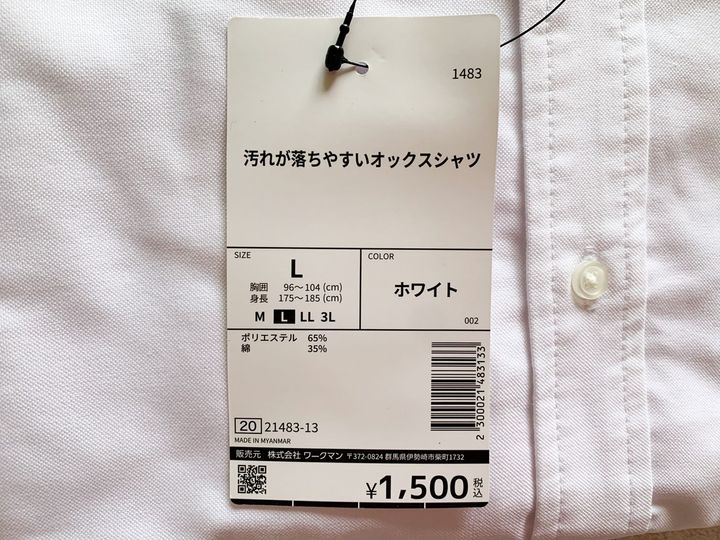 1483
汚れが落ちやすいオックスシャツ
SIZE
L
胸囲 96～104 (cm)
身長 175～185 (cm)
M L LL 3L
COLOR
ホワイト
002
ポリエステル 65%
綿 35%
2 300021 483133
20 21483-13
MADE IN MYANMAR
販売元 株式会社 ワークマン 〒372-0824 群馬県伊勢崎市柴町1732
¥1,500 税込